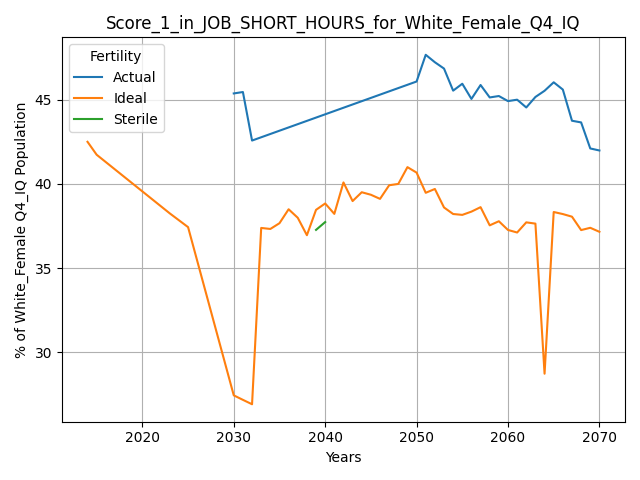 Score_1_in_JOB_SHORT_HOURS_for_White_Female_Q4_IQ
Fertility
Actual
Ideal
Sterile
% of White_Female Q4_IQ Population
45
40
35
30
2020
2030
2040
2050
2060
2070
Years